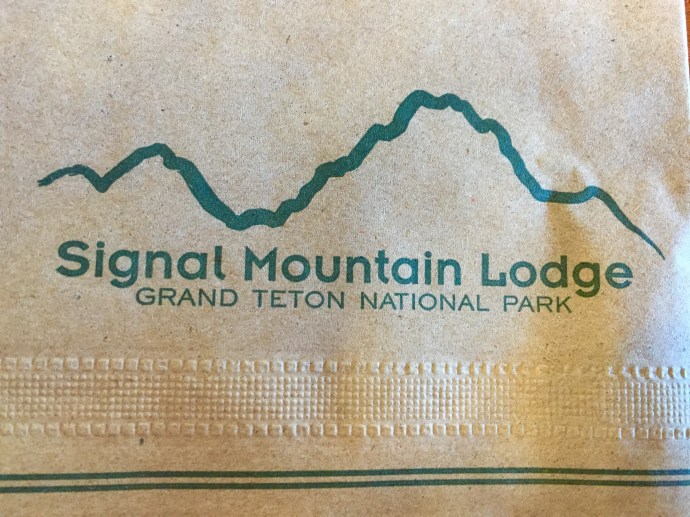 Signal Mountain Lodge
GRAND TETON NATIONAL PARK